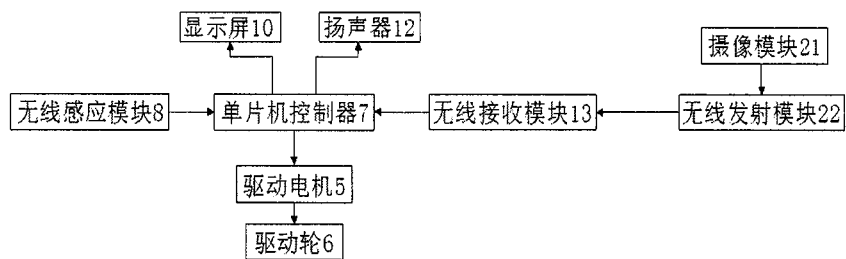 显示屏10
扬声器12
摄像模块21
无线感应模块8
单片机控制器7
无线接收模块13
无线发射模块22
驱动电机5
驱动轮6